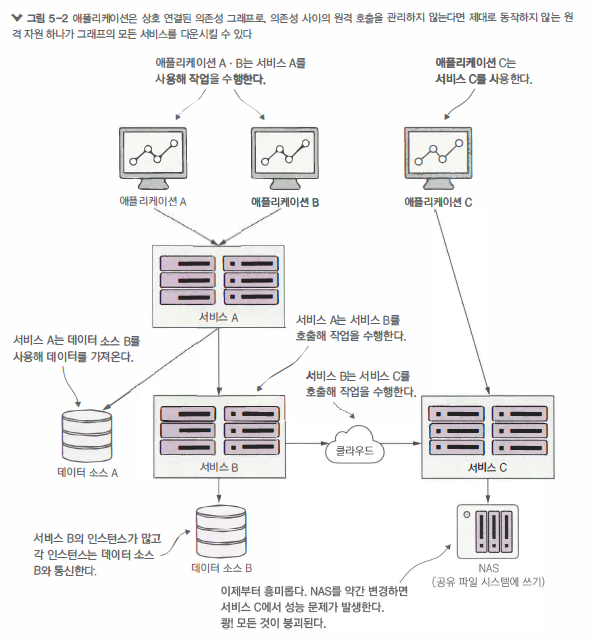 그림 5-2 애플리케이션은 상호 연결된 의존성 그래프로, 의존성 사이의 원격 호출을 관리하지 않는다면 제대로 동작하지 않는 원
격 자원 하나가 그래프의 모든 서비스를 다운시킬 수 있다
애플리케이션 A · B는 서비스 A를
사용해 작업을 수행한다.
애플리케이션 C는
서비스 C를 사용한다.
애플리케이션 A
애플리케이션 B
애플리케이션 C
서비스 A
서비스 A는 데이터 소스 B를
사용해 데이터를 가져온다.
서비스 A는 서비스 B를
호출해 작업을 수행한다.
서비스 B는 서비스 C를
호출해 작업을 수행한다.
데이터 소스 A
서비스 B
클라우드
서비스 C
서비스 B의 인스턴스가 많고
각 인스턴스는 데이터 소스
B와 통신한다.
데이터 소스 B
NAS
(공유 파일 시스템에 쓰기)
이제부터 흥미롭다. NAS를 약간 변경하면
서비스 C에서 성능 문제가 발생한다.
쾅! 모든 것이 붕괴된다.